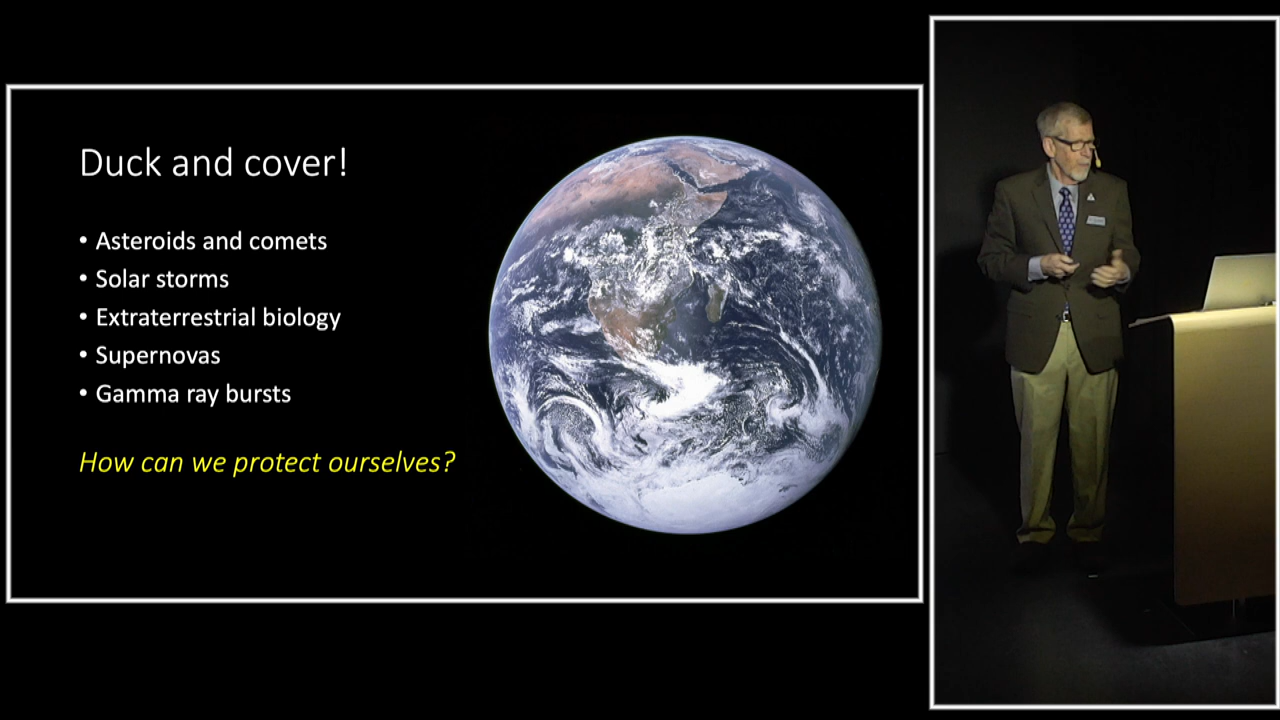 Duck and cover!
• Asteroids and comets
• Solar storms
• Extraterrestrial biology
• Supernovas
• Gamma ray bursts
How can we protect ourselves?